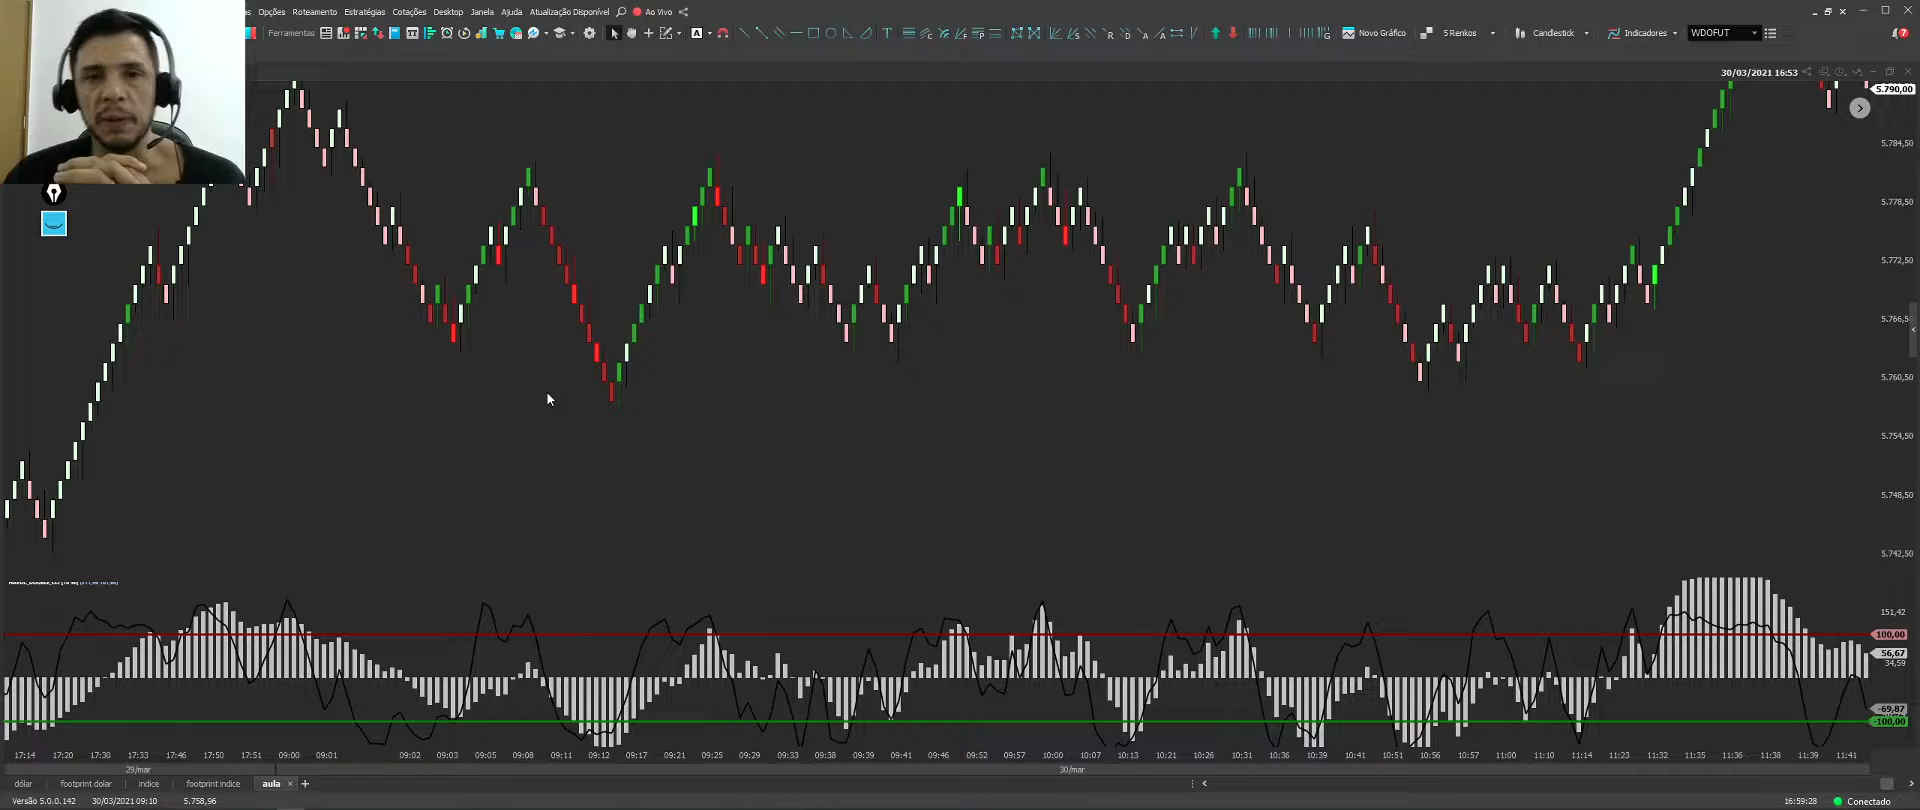 Opções Roteamento Estratégias Cotações Desktop Janela Ajuda Atualização Disponível Ao Vivo
Ferramentas
Novo Gráfico 5 Renkos Candlestick Indicadores WDOFUT
7
30/03/2021 16:53
5.790,00
5.784,50
5.778,50
5.772,50
5.766,50
5.760,50
5.754,50
5.748,50
5.742,50
151,42
100,00
56,67
34,59
-69,87
-100,00
17:14 17:20 17:30 17:33 17:46 17:51 09:00 09:01 09:02 09:03 09:05 09:09 09:11 09:12 09:17 09:21 09:25 09:28 09:33 09:38 09:39 09:41 09:46 09:52 09:57 10:00 10:07 10:13 10:21 10:26 10:31 10:36 10:39 10:41 10:51 10:56 10:57 11:00 11:10 11:14 11:23 11:32 11:35 11:36 11:38 11:39 11:41
29/mar 30/mar
dólar footprint dolar indice footprint indice aula
Versão 5.0.0.142 30/03/2021 09:10 5.758,96 16:59:28 Conectado